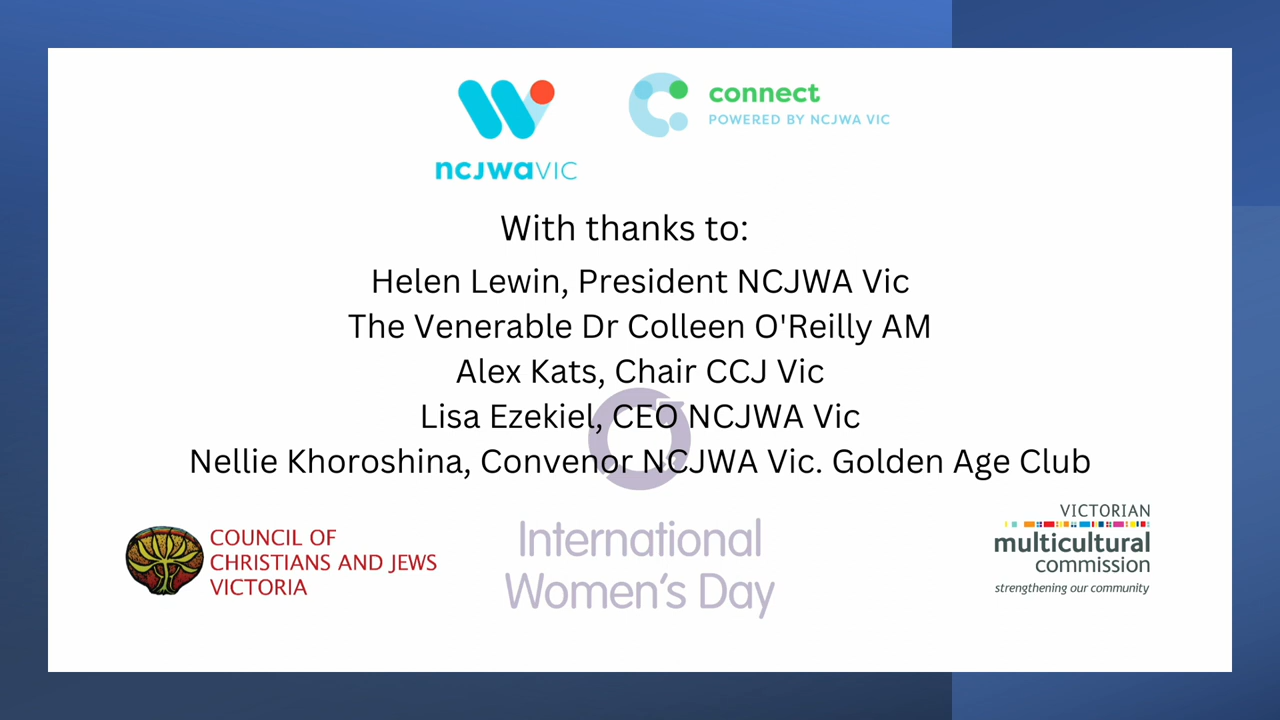 ncjwaVIC
connect
POWERED BY NCJWA VIC
With thanks to:
Helen Lewin, President NCJWA Vic
The Venerable Dr Colleen O'Reilly AM
Alex Kats, Chair CCJ Vic
Lisa Ezekiel, CEO NCJWA Vic
Nellie Khoroshina, Convenor NCJWA Vic. Golden Age Club
COUNCIL OF
CHRISTIANS AND JEWS
VICTORIA
International
Women's Day
VICTORIAN
multicultural
commission
strengthening our community